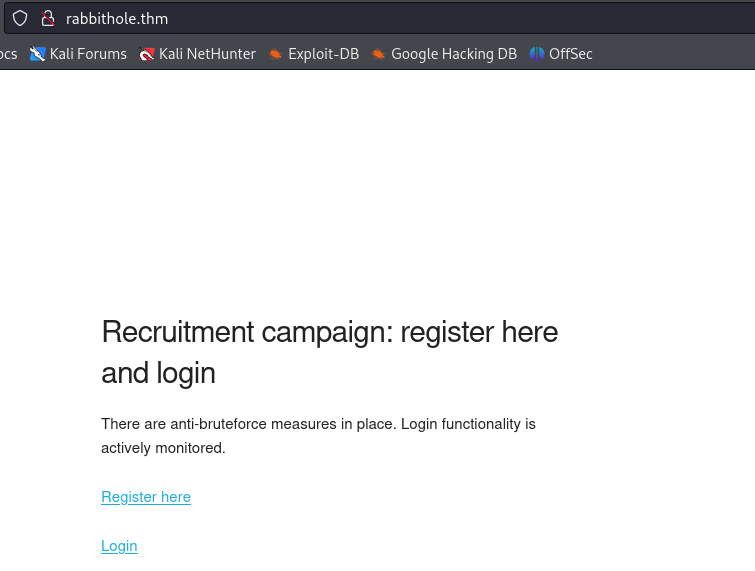 rabbithole.thm
ocs Kali Forums Kali NetHunter Exploit-DB Google Hacking DB OffSec
Recruitment campaign: register here
and login
There are anti-bruteforce measures in place. Login functionality is
actively monitored.
Register here
Login